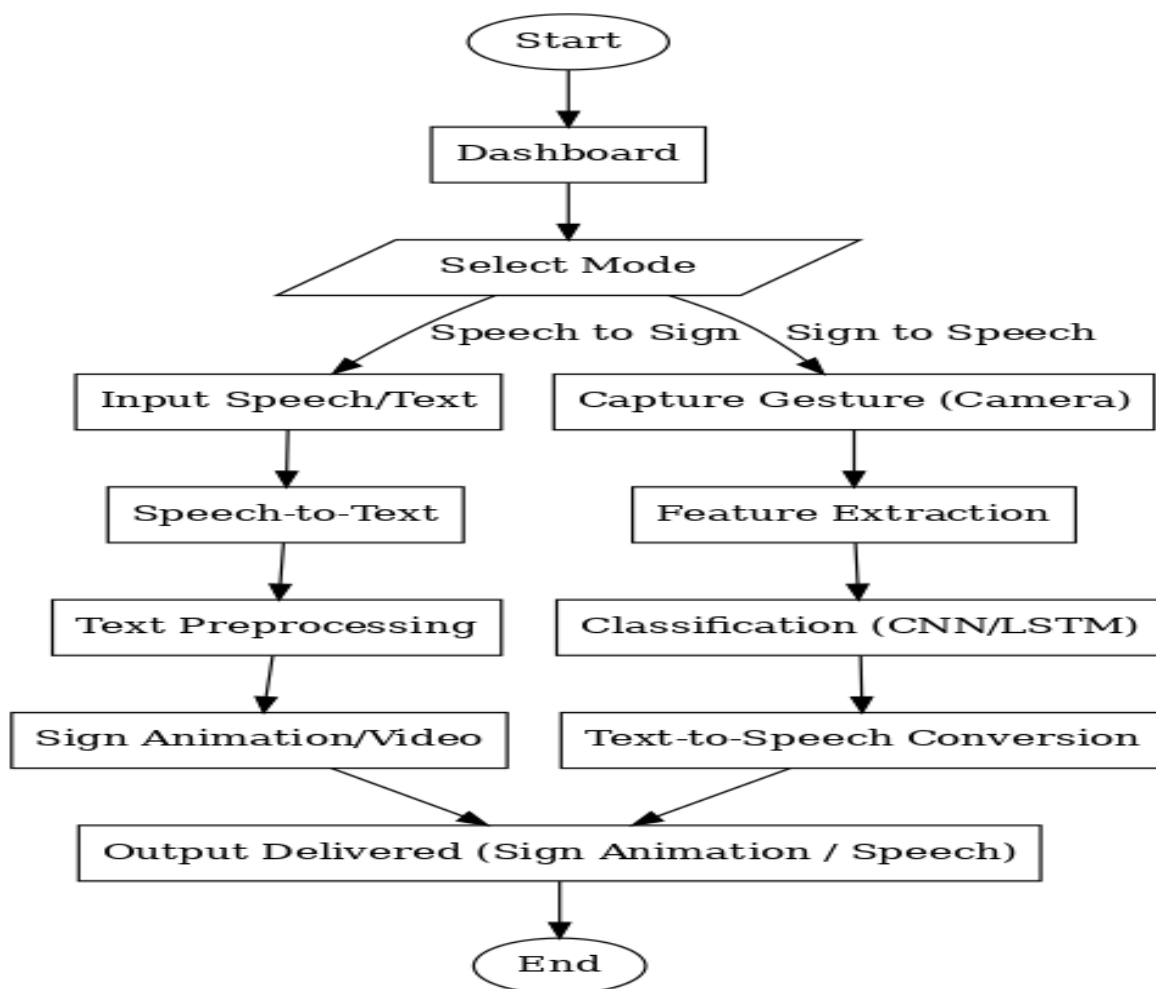 Start
Dashboard
Select Mode
Speech to Sign
Sign to Speech
Input Speech/Text
Capture Gesture (Camera)
Speech-to-Text
Feature Extraction
Text Preprocessing
Classification (CNN/LSTM)
Sign Animation/Video
Text-to-Speech Conversion
Output Delivered (Sign Animation / Speech)
End